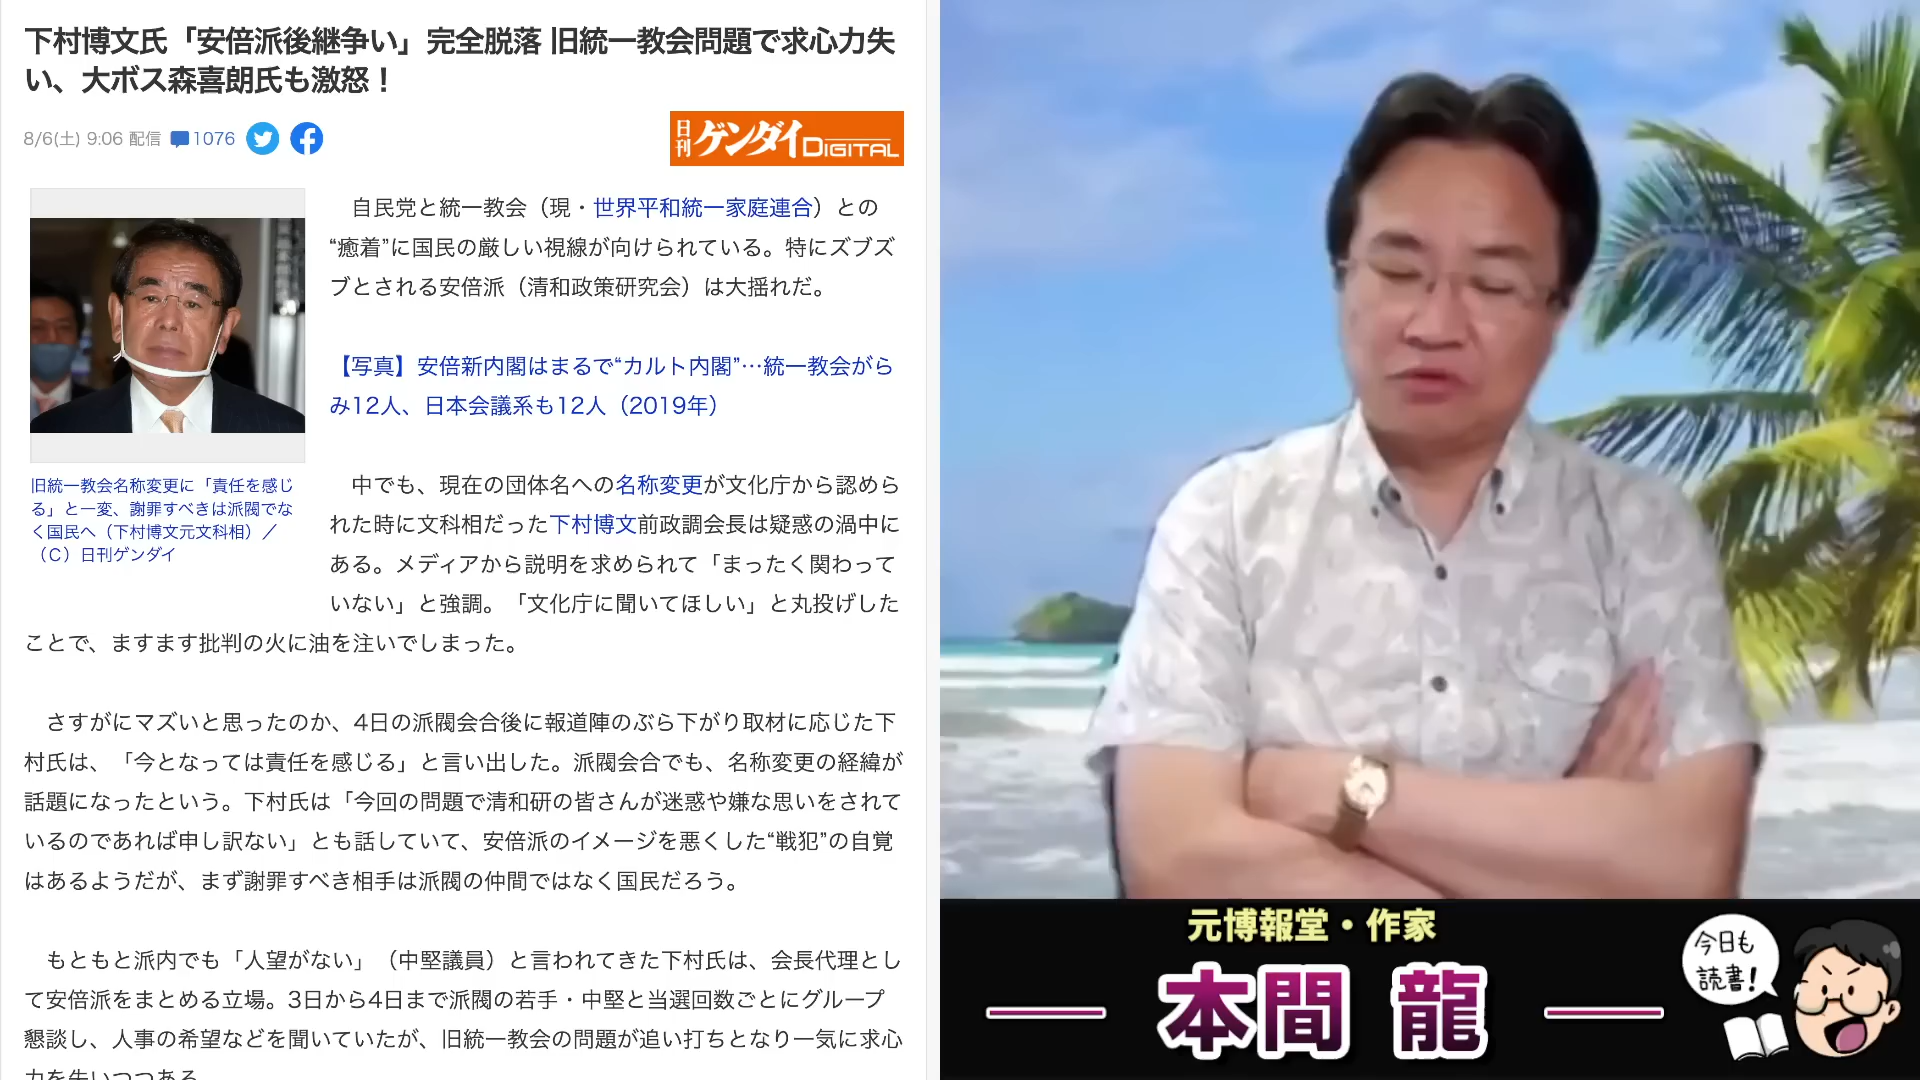 下村博文氏「安倍派後継争い」完全脱落 旧統一教会問題で求心力失
い、大ボス森喜朗氏も激怒！
8/6(土) 9:06 配信 1076
日刊ゲンダイDIGITAL
旧統一教会名称変更に「責任を感じ
る」と一変、謝罪すべきは派閥でな
く国民へ（下村博文元文科相）／
（C）日刊ゲンダイ
自民党と統一教会（現・世界平和統一家庭連合）との
“癒着”に国民の厳しい視線が向けられている。特にズブズ
ブとされる安倍派（清和政策研究会）は大揺れだ。
【写真】安倍新内閣はまるで“カルト内閣”…統一教会がら
み12人、日本会議系も12人（2019年）
中でも、現在の団体名への名称変更が文化庁から認めら
れた時に文科相だった下村博文前政調会長は疑惑の渦中に
ある。メディアから説明を求められて「まったく関わって
いない」と強調。「文化庁に聞いてほしい」と丸投げした
ことで、ますます批判の火に油を注いでしまった。
さすがにマズいと思ったのか、4日の派閥会合後に報道陣のぶら下がり取材に応じた下
村氏は、「今となっては責任を感じる」と言い出した。派閥会合でも、名称変更の経緯が
話題になったという。下村氏は「今回の問題で清和研の皆さんが迷惑や嫌な思いをされて
いるのであれば申し訳ない」とも話していて、安倍派のイメージを悪くした“戦犯”の自覚
はあるようだが、まず謝罪すべき相手は派閥の仲間ではなく国民だろう。
もともと派内でも「人望がない」（中堅議員）と言われてきた下村氏は、会長代理とし
て安倍派をまとめる立場。3日から4日まで派閥の若手・中堅と当選回数ごとにグループ
懇談し、人事の希望などを聞いていたが、旧統一教会の問題が追い打ちとなり一気に求心
力を失いつつある。
元博報堂・作家
本間 龍
今日も
読書！